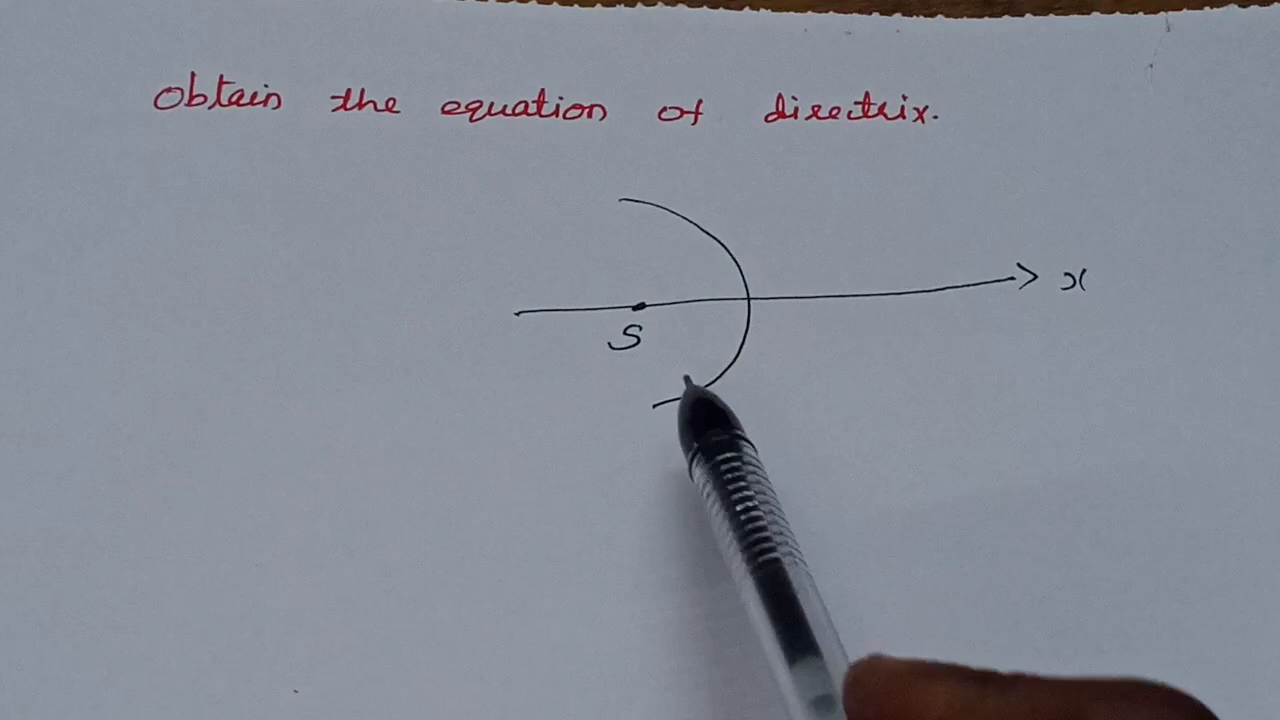 Obtain the equation of directrix.
x
S